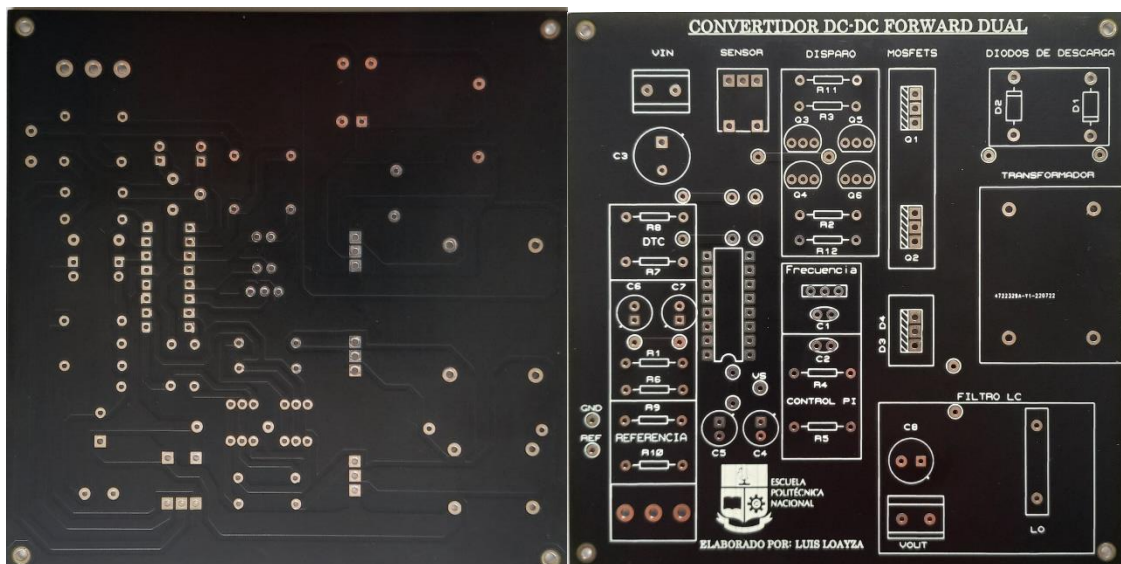 CONVERTIDOR DC-DC FORWARD DUAL
VIN
SENSOR
DISPARO
MOSFETS
DIODOS DE DESCARGA
R11
R3
Q3
Q5
Q4
Q6
R2
R12
Q1
Q2
D2
D1
C3
TRANSFORMADOR
4722329A-Y1-220722
R8
DTC
R7
C6
C7
Frecuencia
C1
C2
R4
CONTROL PI
R5
D3 D4
R1
R6
VS
R9
REFERENCIA
R10
GND
REF
C5
C4
FILTRO LC
C8
VOUT
LO
ESCUELA
POLITÉCNICA
NACIONAL
ELABORADO POR: LUIS LOAYZA